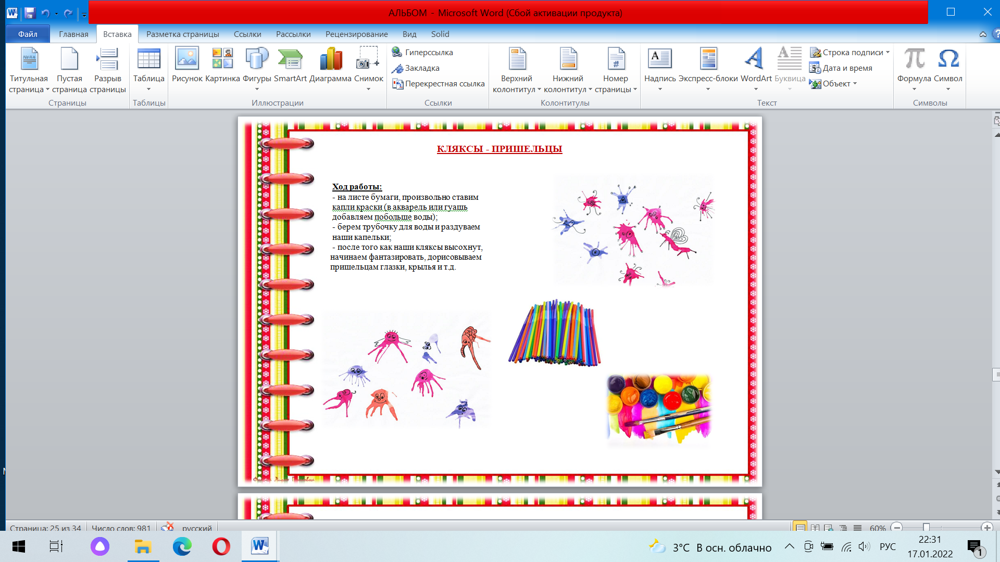 АЛЬБОМ - Microsoft Word (Сбой активации продукта)
Файл Главная Вставка Разметка страницы Ссылки Рассылки Рецензирование Вид Solid
Титульная страница
Пустая страница
Разрыв страницы
Таблица
Рисунок Картинка Фигуры SmartArt Диаграмма Снимок
Гиперссылка
Закладка
Перекрестная ссылка
Верхний колонтитул
Нижний колонтитул
Номер страницы
Надпись Экспресс-блоки WordArt Буквица
Строка подписи
Дата и время
Объект
Формула Символ
Страницы Таблицы Иллюстрации Ссылки Колонтитулы Текст Символы
КЛЯКСЫ - ПРИШЕЛЬЦЫ
Ход работы:
- на листе бумаги, произвольно ставим
капли краски (в акварель или гуашь
добавляем побольше воды);
- берем трубочку для воды и раздуваем
наши капельки;
- после того как наши кляксы высохнут,
начинаем фантазировать, дорисовываем
пришельцам глазки, крылья и т.д.
Страница: 25 из 34 Число слов: 981 русский 60%
3°C В осн. облачно РУС
22:31
17.01.2022
1